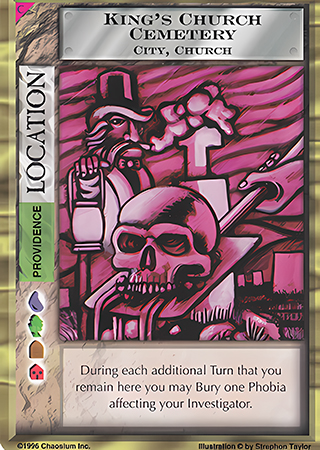 C
KING'S CHURCH
CEMETERY
CITY, CHURCH
LOCATION
PROVIDENCE
During each additional Turn that you
remain here you may Bury one Phobia
affecting your Investigator.
©1996 Chaosium Inc.
Illustration © by Strephon Taylor